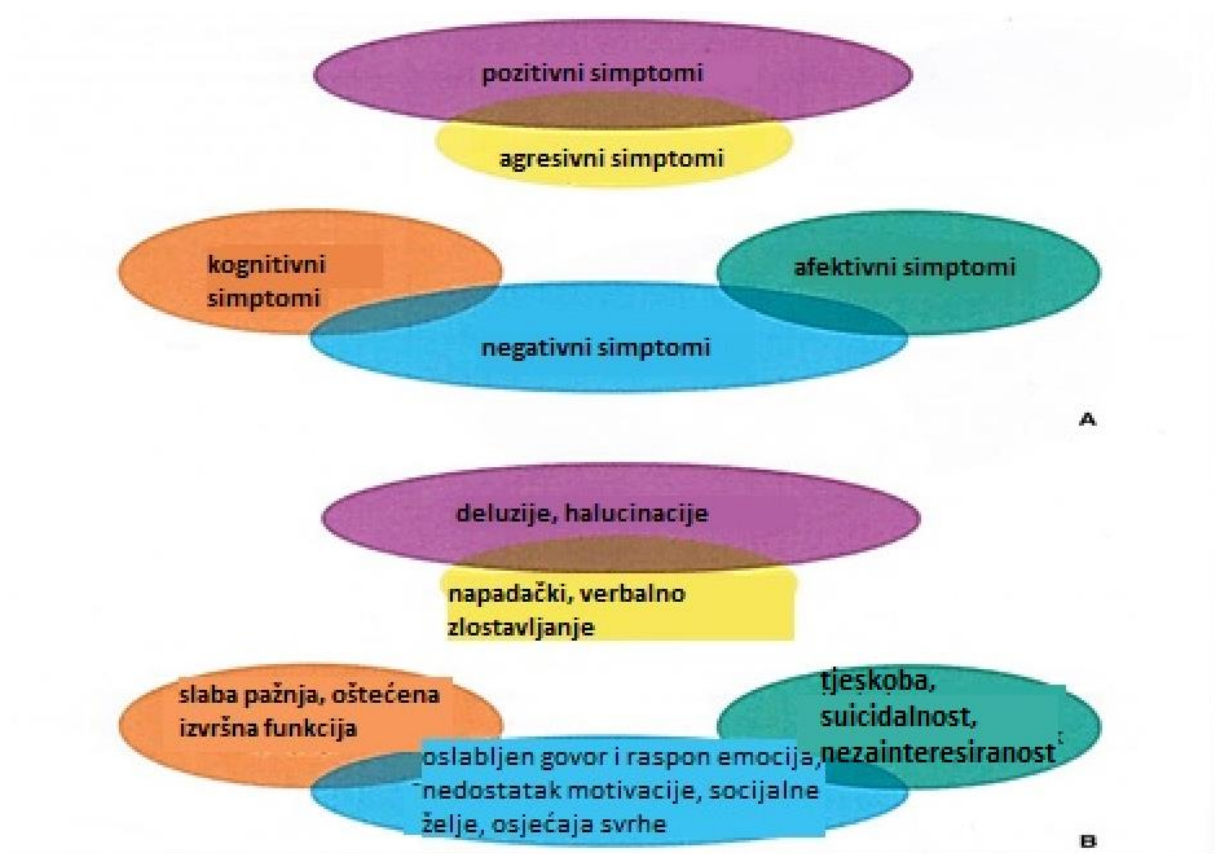 pozitivni simptomi
agresivni simptomi
kognitivni
simptomi
afektivni simptomi
negativni simptomi
A
deluzije, halucinacije
napadački, verbalno
zlostavljanje
slaba pažnja, oštećena
izvršna funkcija
tjeskoba,
suicidalnost,
nezainteresiranost
oslabljen govor i raspon emocija,
nedostatak motivacije, socijalne
želje, osjećaja svrhe
B